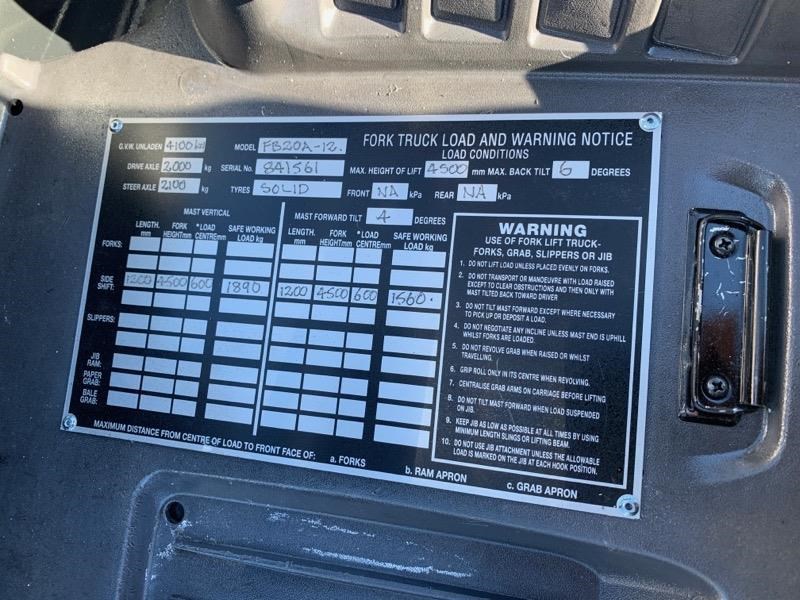 FORK TRUCK LOAD AND WARNING NOTICE
LOAD CONDITIONS
G.V.W. UNLADEN 4100 MODEL FB20A-12.
DRIVE AXLE 2000 kg SERIAL No. 841561 MAX. HEIGHT OF LIFT 4500 mm MAX. BACK TILT 6 DEGREES
STEER AXLE 2100 kg TYRES SOLID FRONT NA kPa REAR NA kPa
MAST VERTICAL
LENGTH. mm FORK HEIGHTmm *LOAD CENTREmm SAFE WORKING LOAD kg
MAST FORWARD TILT 4 DEGREES
LENGTH. mm FORK HEIGHTmm *LOAD CENTREmm SAFE WORKING LOAD kg
FORKS:
SIDE SHIFT: 1200 4500 600 1890 1200 4500 600 1560.
SLIPPERS:
JIB RAM:
PAPER GRAB:
BALE GRAB:
WARNING
USE OF FORK LIFT TRUCK-
FORKS, GRAB, SLIPPERS OR JIB
1. DO NOT LIFT LOAD UNLESS PLACED EVENLY ON FORKS.
2. DO NOT TRANSPORT OR MANOEUVRE WITH LOAD RAISED
EXCEPT TO CLEAR OBSTRUCTIONS AND THEN ONLY WITH
MAST TILTED BACK TOWARD DRIVER
3. DO NOT TILT MAST FORWARD EXCEPT WHERE NECESSARY
TO PICK UP OR DEPOSIT A LOAD.
4. DO NOT NEGOTIATE ANY INCLINE UNLESS MAST END IS UPHILL
WHILST FORKS ARE LOADED.
5. DO NOT REVOLVE GRAB WHEN RAISED OR WHILST
TRAVELLING.
6. GRIP ROLL ONLY IN ITS CENTRE WHEN REVOLVING.
7. CENTRALISE GRAB ARMS ON CARRIAGE BEFORE LIFTING
8. DO NOT TILT MAST FORWARD WHEN LOAD SUSPENDED
ON JIB.
9. KEEP JIB AS LOW AS POSSIBLE AT ALL TIMES BY USING
MINIMUM LENGTH SLINGS OR LIFTING BEAM.
10. DO NOT USE JIB ATTACHMENT UNLESS THE ALLOWABLE
LOAD IS MARKED ON THE JIB AT EACH HOOK POSITION.
MAXIMUM DISTANCE FROM CENTRE OF LOAD TO FRONT FACE OF: a. FORKS b. RAM APRON c. GRAB APRON